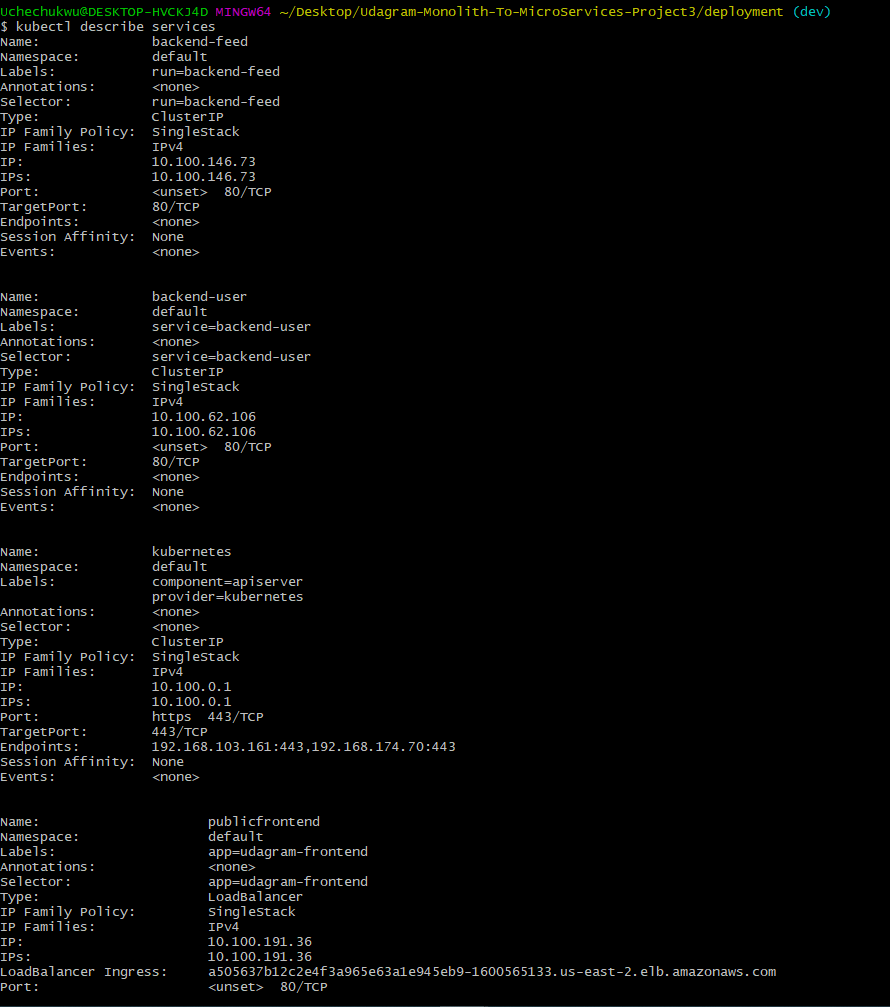 Uchechukwu@DESKTOP-HVCKJ4D MINGW64 ~/Desktop/Udagram-Monolith-To-MicroServices-Project3/deployment (dev)
$ kubectl describe services
Name:              backend-feed
Namespace:         default
Labels:            run=backend-feed
Annotations:       <none>
Selector:          run=backend-feed
Type:              ClusterIP
IP Family Policy:  SingleStack
IP Families:       IPv4
IP:                10.100.146.73
IPs:               10.100.146.73
Port:              <unset>  80/TCP
TargetPort:        80/TCP
Endpoints:         <none>
Session Affinity:  None
Events:            <none>

Name:              backend-user
Namespace:         default
Labels:            service=backend-user
Annotations:       <none>
Selector:          service=backend-user
Type:              ClusterIP
IP Family Policy:  SingleStack
IP Families:       IPv4
IP:                10.100.62.106
IPs:               10.100.62.106
Port:              <unset>  80/TCP
TargetPort:        80/TCP
Endpoints:         <none>
Session Affinity:  None
Events:            <none>

Name:              kubernetes
Namespace:         default
Labels:            component=apiserver
                   provider=kubernetes
Annotations:       <none>
Selector:          <none>
Type:              ClusterIP
IP Family Policy:  SingleStack
IP Families:       IPv4
IP:                10.100.0.1
IPs:               10.100.0.1
Port:              https  443/TCP
TargetPort:        443/TCP
Endpoints:         192.168.103.161:443,192.168.174.70:443
Session Affinity:  None
Events:            <none>

Name:                     publicfrontend
Namespace:                default
Labels:                   app=udagram-frontend
Annotations:              <none>
Selector:                 app=udagram-frontend
Type:                     LoadBalancer
IP Family Policy:         SingleStack
IP Families:              IPv4
IP:                       10.100.191.36
IPs:                      10.100.191.36
LoadBalancer Ingress:     a505637b12c2e4f3a965e63a1e945eb9-1600565133.us-east-2.elb.amazonaws.com
Port:                     <unset>  80/TCP